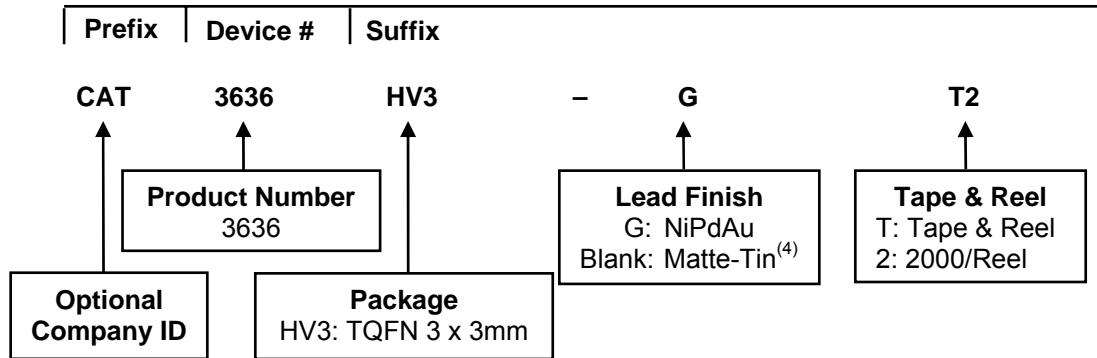 Prefix Device # Suffix
CAT 3636 HV3 – G T2
Product Number
3636
Lead Finish
G: NiPdAu
Blank: Matte-Tin(4)
Tape & Reel
T: Tape & Reel
2: 2000/Reel
Optional
Company ID
Package
HV3: TQFN 3 x 3mm